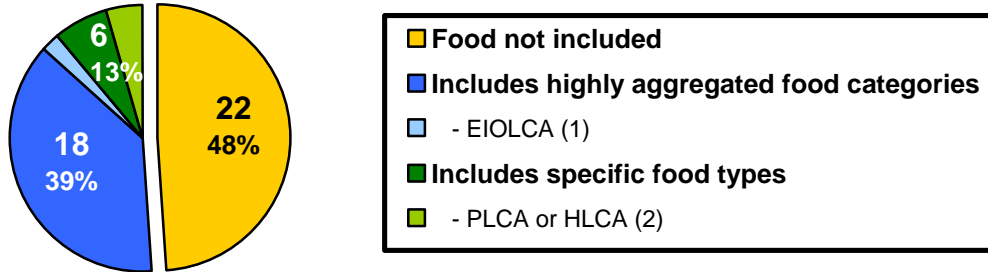 6
13%
22
48%
18
39%
Food not included
Includes highly aggregated food categories
- EIOLCA (1)
Includes specific food types
- PLCA or HLCA (2)